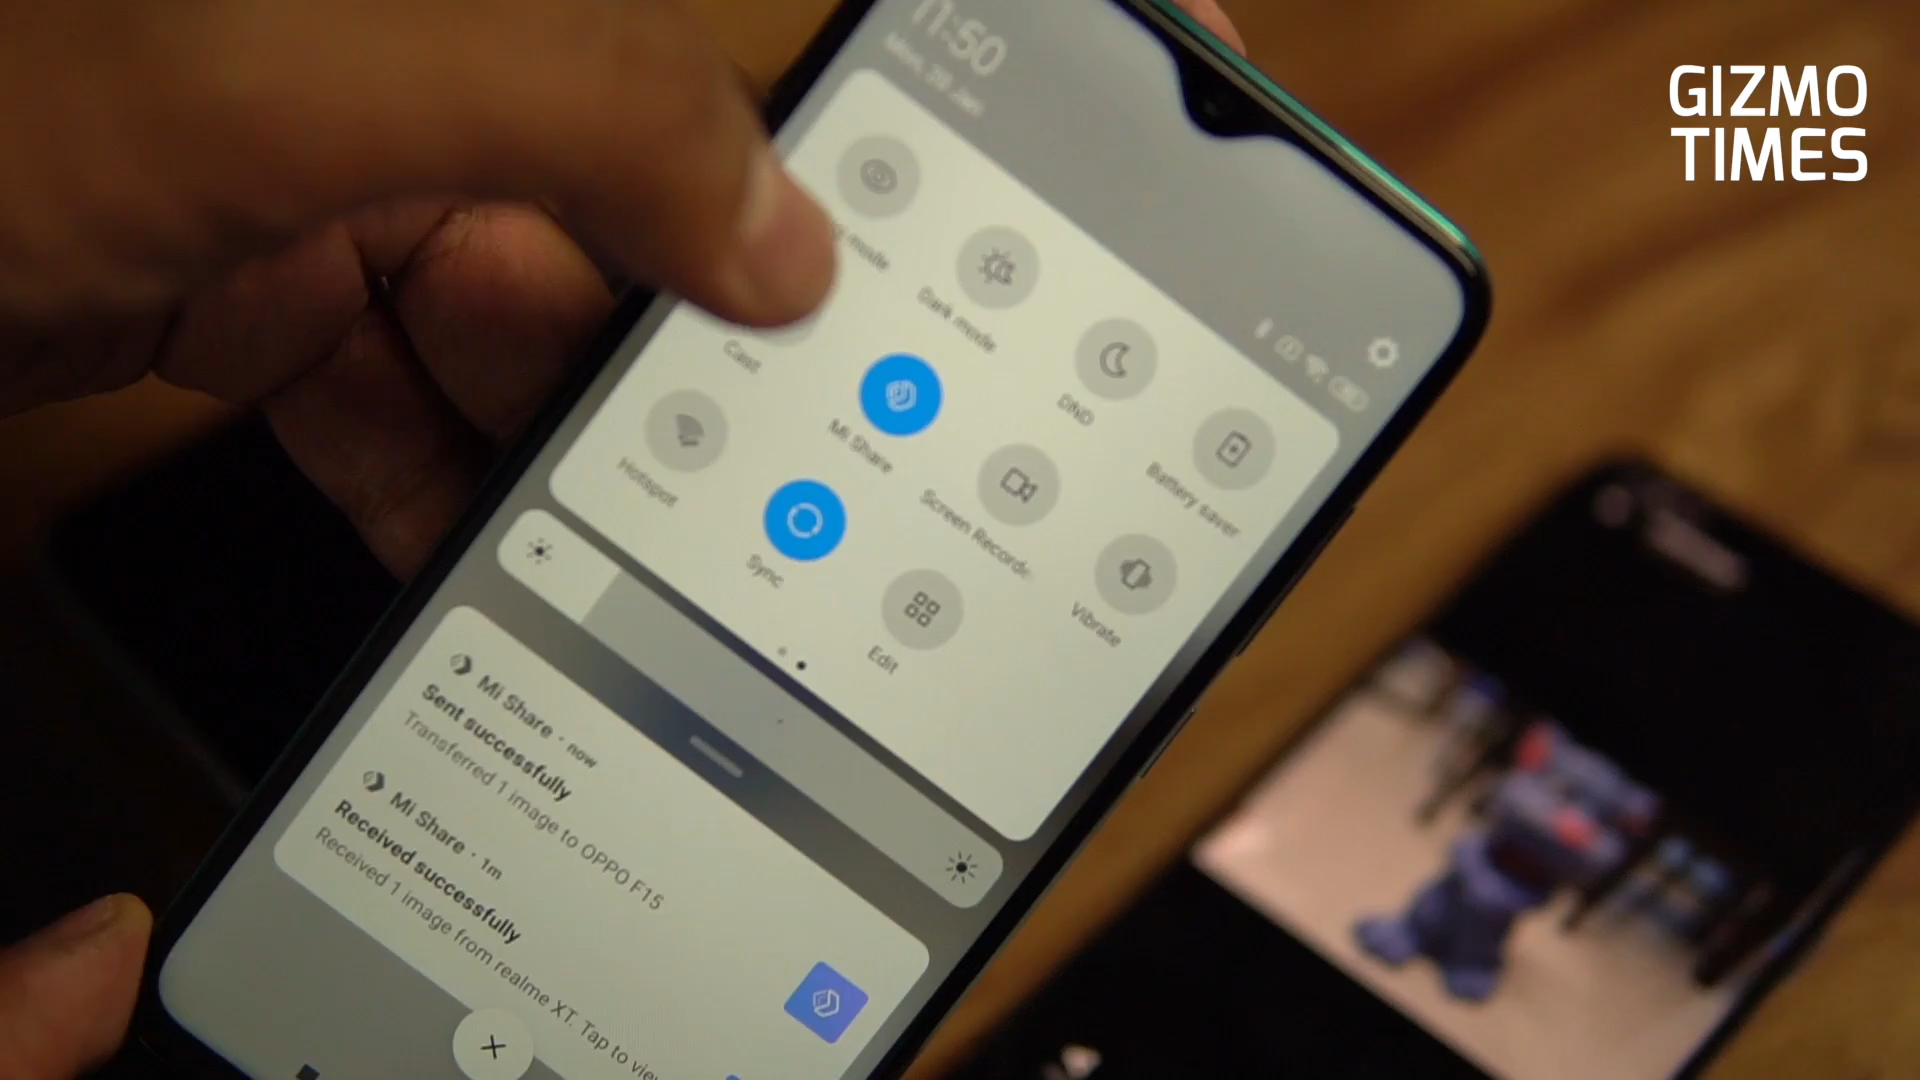 GIZMO
TIMES
:50
mode
Dark mode
DND
Battery saver
Cast
Mi Share
Screen Recorde
Vibrate
Hotspot
Sync
Edit
Mi Share · now
Sent successfully
Transferred 1 image to OPPO F15
Mi Share · 1m
Received successfully
Received 1 image from realme XT. Tap to view